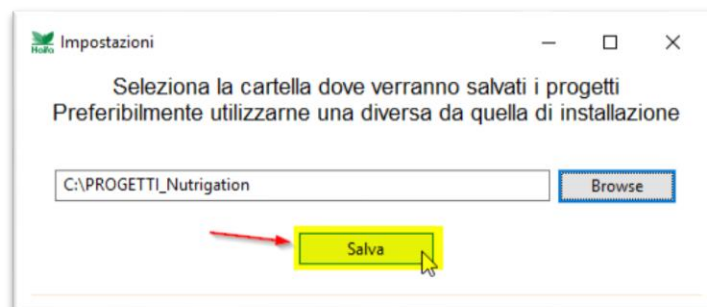 Haifa
Impostazioni
Seleziona la cartella dove verranno salvati i progetti
Preferibilmente utilizzarne una diversa da quella di installazione
C:\PROGETTI_Nutrigation
Browse
Salva